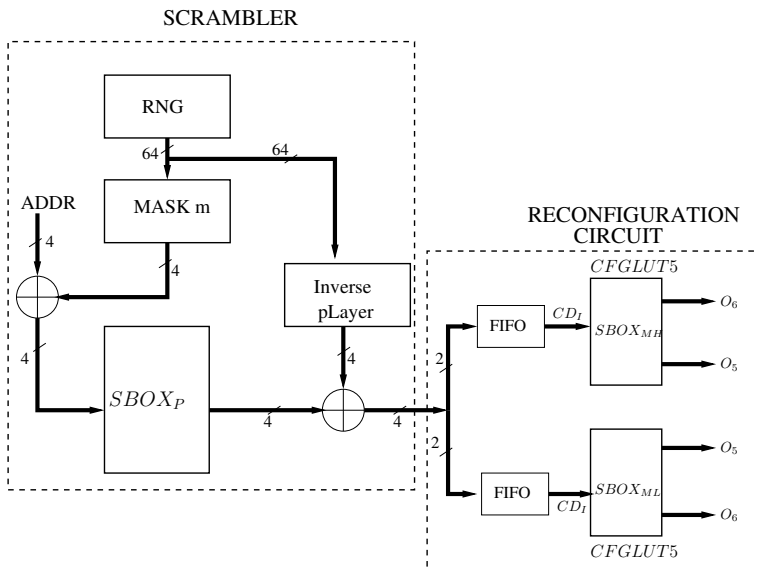 SCRAMBLER
RNG
64
64
ADDR
MASK m
4
4
Inverse
pLayer
4
SBOX_P
4
4
4
RECONFIGURATION
CIRCUIT
CFGLUT5
FIFO
CD_I
SBOX_MH
O_6
O_5
2
2
FIFO
CD_I
SBOX_ML
O_5
O_6
CFGLUT5